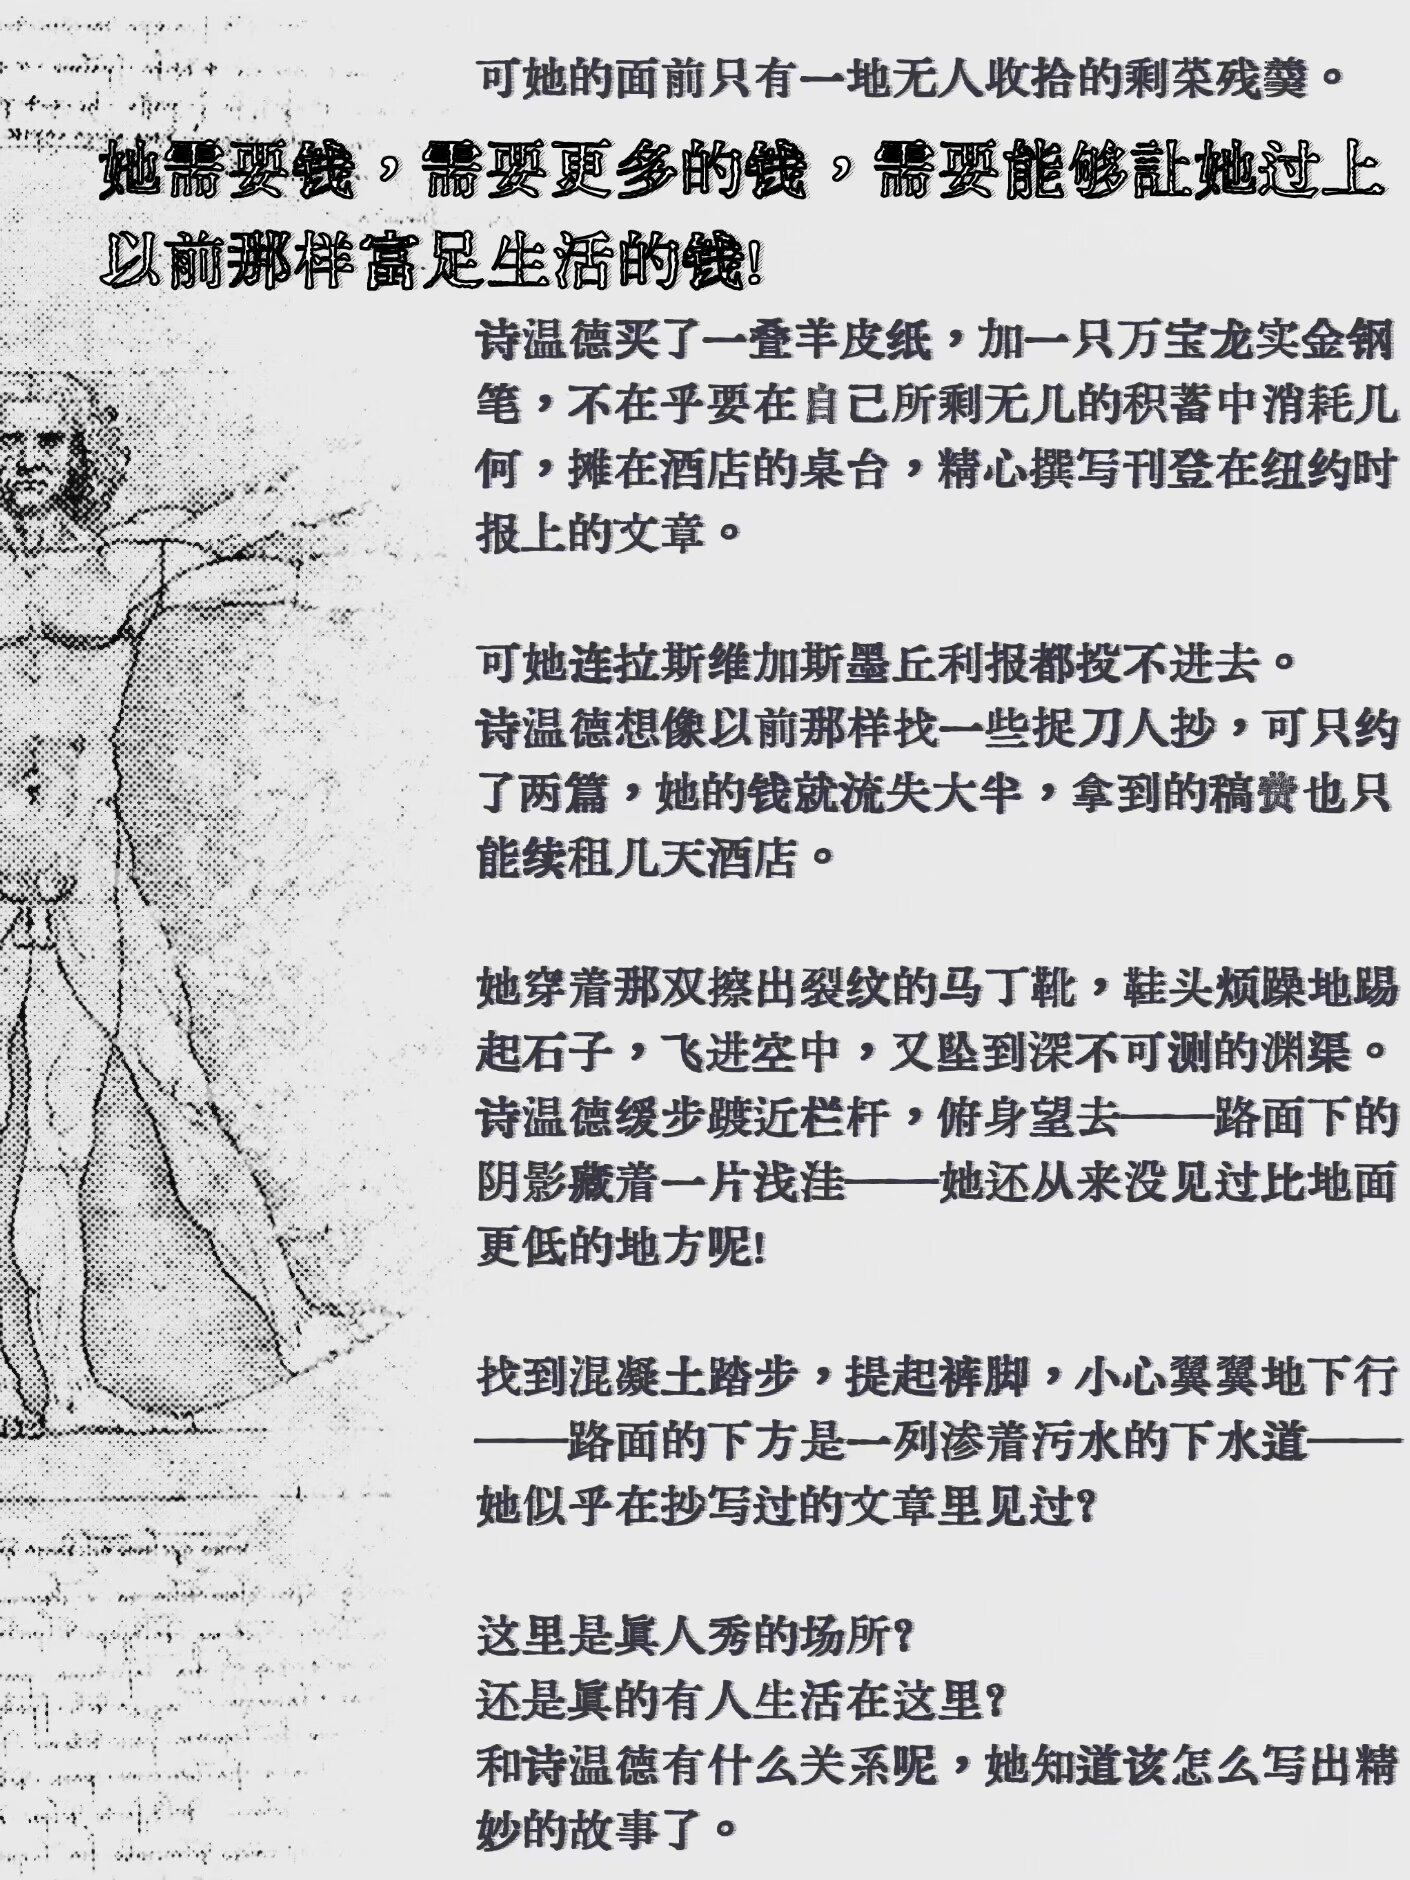 可她的面前只有一地无人收拾的剩菜残羹。
她需要钱，需要更多的钱，需要能够让她过上
以前那样富足生活的钱!
诗温德买了一叠羊皮纸，加一只万宝龙实金钢
笔，不在乎要在自己所剩无几的积蓄中消耗几
何，摊在酒店的桌台，精心撰写刊登在纽约时
报上的文章。
可她连拉斯维加斯墨丘利报都投不进去。
诗温德想像以前那样找一些捉刀人抄，可只约
了两篇，她的钱就流失大半，拿到的稿费也只
能续租几天酒店。
她穿着那双擦出裂纹的马丁靴，鞋头烦躁地踢
起石子，飞进空中，又坠到深不可测的渊渠。
诗温德缓步踱近栏杆，俯身望去——路面下的
阴影藏着一片浅洼——她还从来没见过比地面
更低的地方呢!
找到混凝土踏步，提起裤脚，小心翼翼地下行
——路面的下方是一列渗着污水的下水道——
她似乎在抄写过的文章里见过?
这里是真人秀的场所?
还是真的有人生活在这里?
和诗温德有什么关系呢，她知道该怎么写出精
妙的故事了。